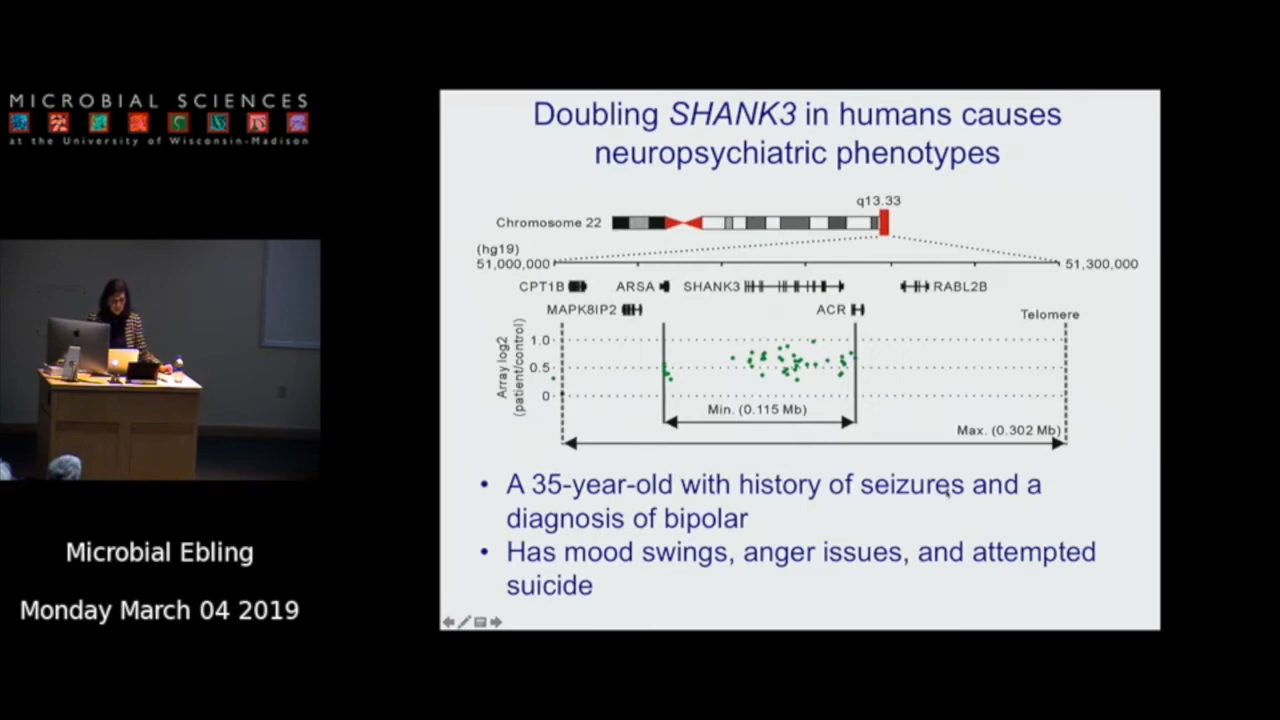 MICROBIAL SCIENCES
at the University of Wisconsin-Madison
Microbial Ebling
Monday March 04 2019
Doubling SHANK3 in humans causes
neuropsychiatric phenotypes
q13.33
Chromosome 22
(hg19)
51,000,000
51,300,000
CPT1B
ARSA
SHANK3
RABL2B
MAPK8IP2
ACR
Telomere
Array log2
(patient/control)
1.0
0.5
0
Min. (0.115 Mb)
Max. (0.302 Mb)
• A 35-year-old with history of seizures and a
diagnosis of bipolar
• Has mood swings, anger issues, and attempted
suicide